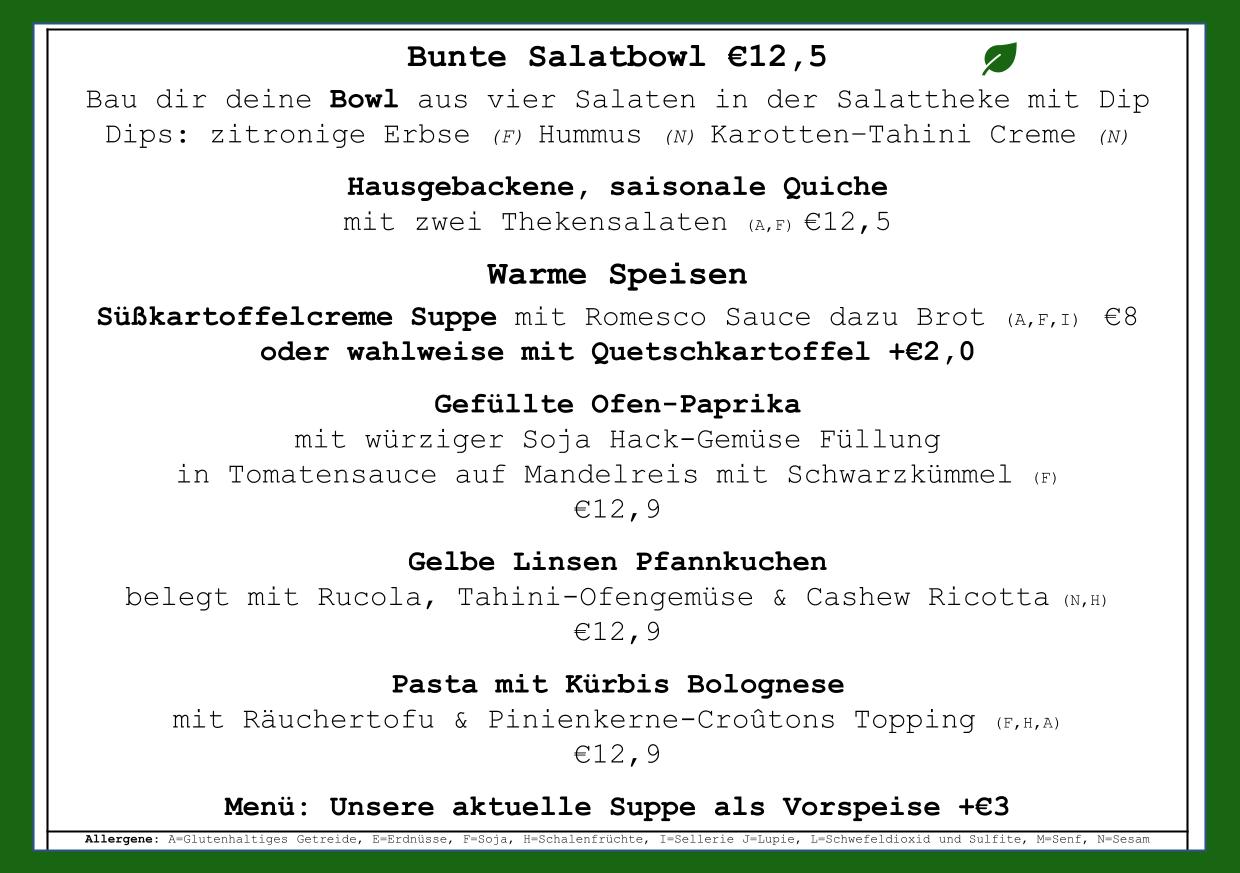 Bunte Salatbowl €12,5
Bau dir deine Bowl aus vier Salaten in der Salattheke mit Dip
Dips: zitronige Erbse (F) Hummus (N) Karotten-Tahini Creme (N)
Hausgebackene, saisonale Quiche
mit zwei Thekensalaten (A,F) €12,5
Warme Speisen
Süßkartoffelcreme Suppe mit Romesco Sauce dazu Brot (A,F,I) €8
oder wahlweise mit Quetschkartoffel +€2,0
Gefüllte Ofen-Paprika
mit würziger Soja Hack-Gemüse Füllung
in Tomatensauce auf Mandelreis mit Schwarzkümmel (F)
€12,9
Gelbe Linsen Pfannkuchen
belegt mit Rucola, Tahini-Ofengemüse & Cashew Ricotta (N,H)
€12,9
Pasta mit Kürbis Bolognese
mit Räuchertofu & Pinienkerne-Croûtons Topping (F,H,A)
€12,9
Menü: Unsere aktuelle Suppe als Vorspeise +€3
Allergene: A=Glutenhaltiges Getreide, E=Erdnüsse, F=Soja, H=Schalenfrüchte, I=Sellerie J=Lupie, L=Schwefeldioxid und Sulfite, M=Senf, N=Sesam